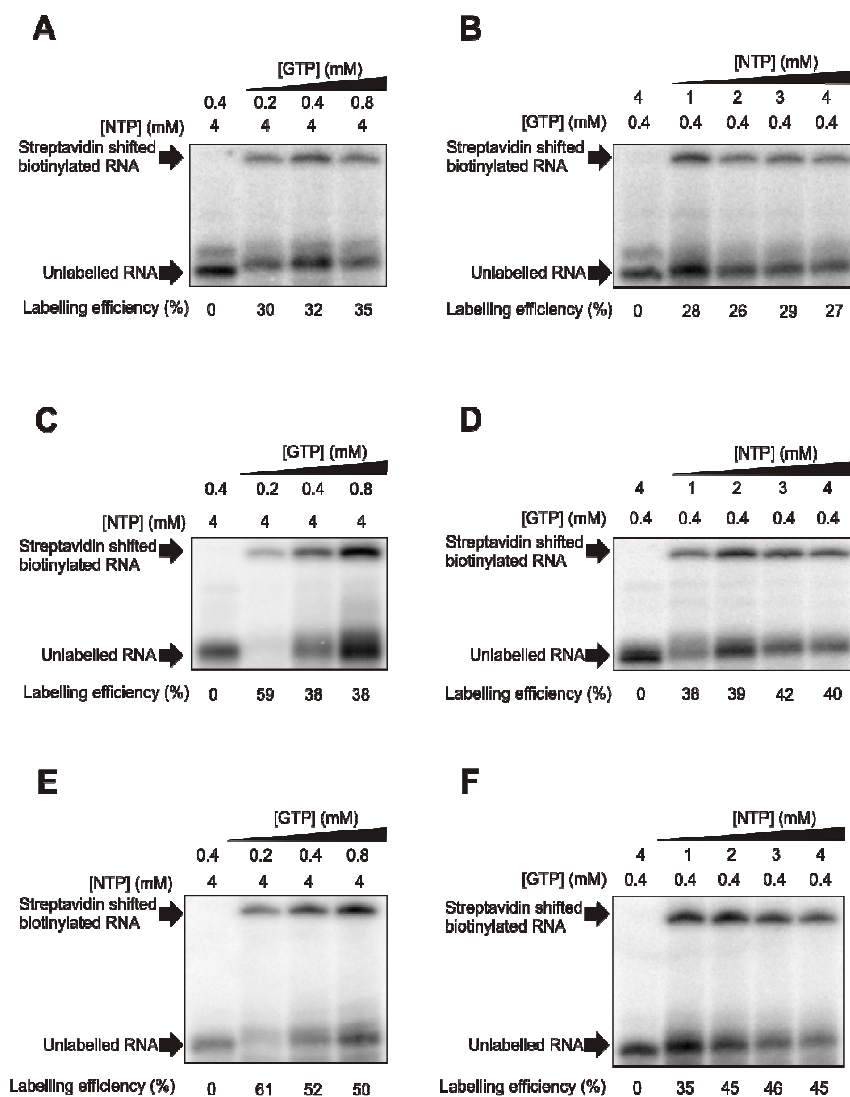 A
[GTP] (mM)
0.4 0.2 0.4 0.8
[NTP] (mM) 4 4 4 4
Streptavidin shifted
biotinylated RNA
Unlabelled RNA
Labelling efficiency (%) 0 30 32 35
B
[NTP] (mM)
4 1 2 3 4
[GTP] (mM) 0.4 0.4 0.4 0.4 0.4
Streptavidin shifted
biotinylated RNA
Unlabelled RNA
Labelling efficiency (%) 0 28 26 29 27
C
[GTP] (mM)
0.4 0.2 0.4 0.8
[NTP] (mM) 4 4 4 4
Streptavidin shifted
biotinylated RNA
Unlabelled RNA
Labelling efficiency (%) 0 59 38 38
D
[NTP] (mM)
4 1 2 3 4
[GTP] (mM) 0.4 0.4 0.4 0.4 0.4
Streptavidin shifted
biotinylated RNA
Unlabelled RNA
Labelling efficiency (%) 0 38 39 42 40
E
[GTP] (mM)
0.4 0.2 0.4 0.8
[NTP] (mM) 4 4 4 4
Streptavidin shifted
biotinylated RNA
Unlabelled RNA
Labelling efficiency (%) 0 61 52 50
F
[NTP] (mM)
4 1 2 3 4
[GTP] (mM) 0.4 0.4 0.4 0.4 0.4
Streptavidin shifted
biotinylated RNA
Unlabelled RNA
Labelling efficiency (%) 0 35 45 46 45